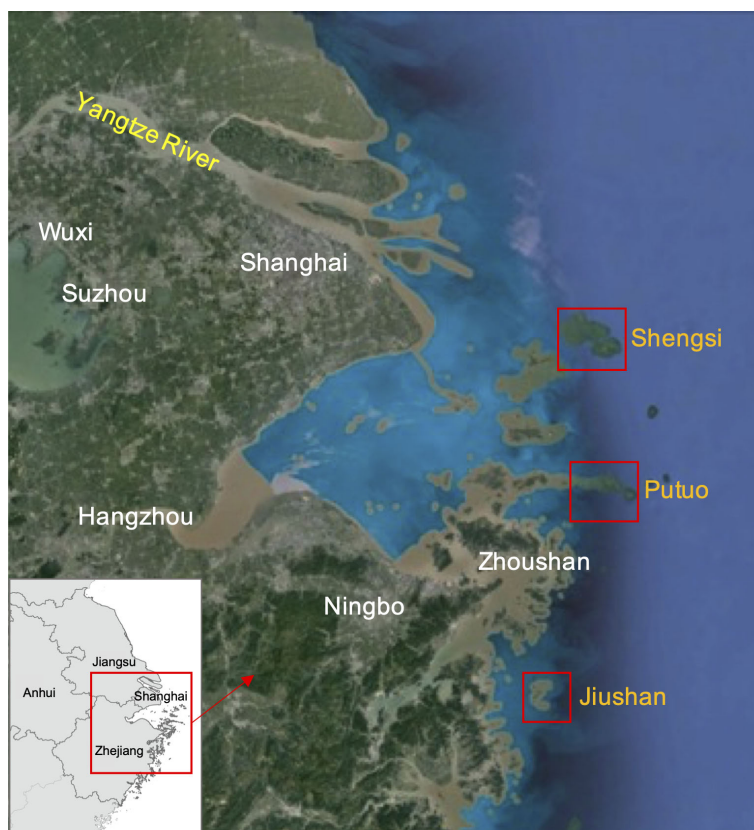 Yangtze River
Wuxi
Shanghai
Suzhou
Shengsi
Putuo
Hangzhou
Zhoushan
Ningbo
Jiushan
Jiangsu
Anhui
Shanghai
Zhejiang